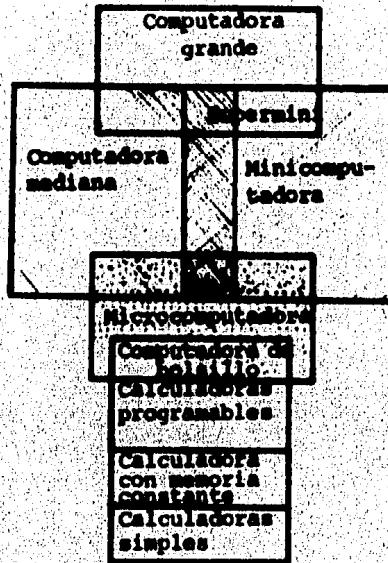 Computadora
grande
Supermini
Computadora
mediana
Minicompu-
tadora
Microcomputadora
Computadora de
bolsillo
Calculadoras
programables
Calculadora
con memoria
constante
Calculadoras
simples